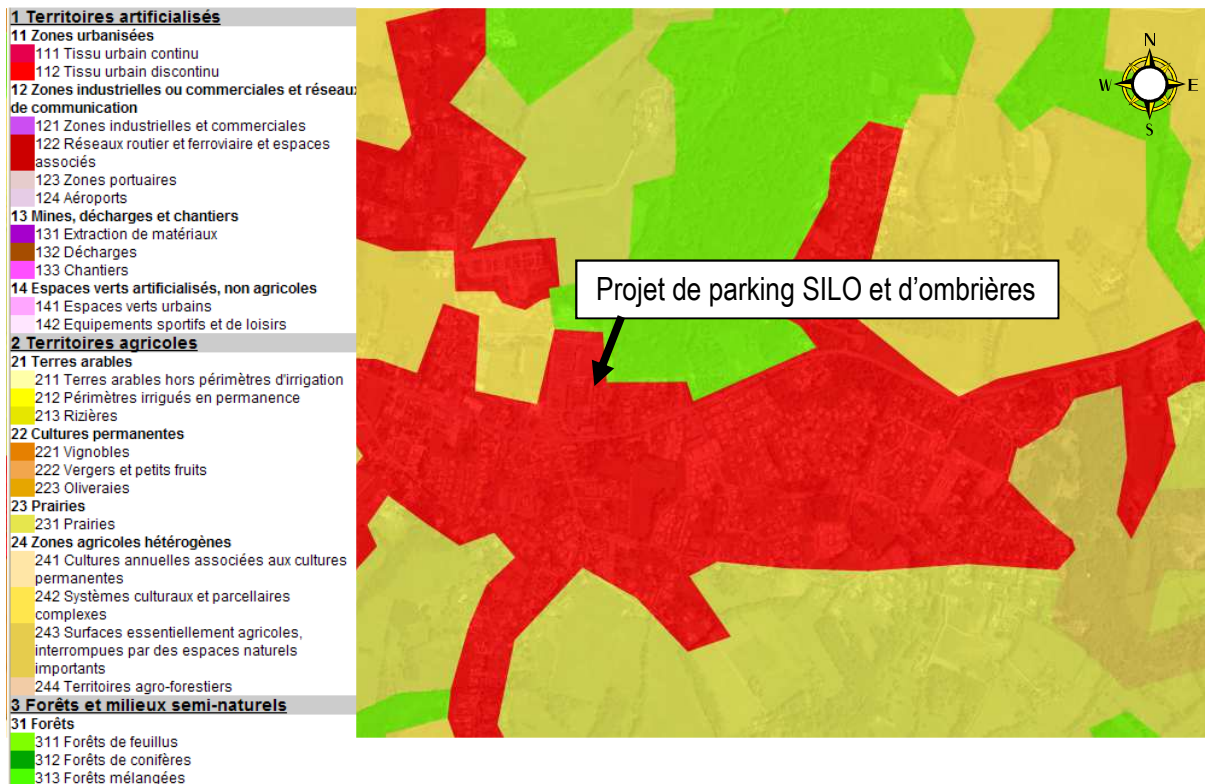 1 Territoires artificialisés
11 Zones urbanisées
111 Tissu urbain continu
112 Tissu urbain discontinu
12 Zones industrielles ou commerciales et réseaux
de communication
121 Zones industrielles et commerciales
122 Réseaux routier et ferroviaire et espaces
associés
123 Zones portuaires
124 Aéroports
13 Mines, décharges et chantiers
131 Extraction de matériaux
132 Décharges
133 Chantiers
14 Espaces verts artificialisés, non agricoles
141 Espaces verts urbains
142 Equipements sportifs et de loisirs
2 Territoires agricoles
21 Terres arables
211 Terres arables hors périmètres d'irrigation
212 Périmètres irrigués en permanence
213 Rizières
22 Cultures permanentes
221 Vignobles
222 Vergers et petits fruits
223 Oliveraies
23 Prairies
231 Prairies
24 Zones agricoles hétérogènes
241 Cultures annuelles associées aux cultures
permanentes
242 Systèmes culturaux et parcellaires
complexes
243 Surfaces essentiellement agricoles,
interrompues par des espaces naturels
importants
244 Territoires agro-forestiers
3 Forêts et milieux semi-naturels
31 Forêts
311 Forêts de feuillus
312 Forêts de conifères
313 Forêts mélangées
N
W E
S
Projet de parking SILO et d'ombrières